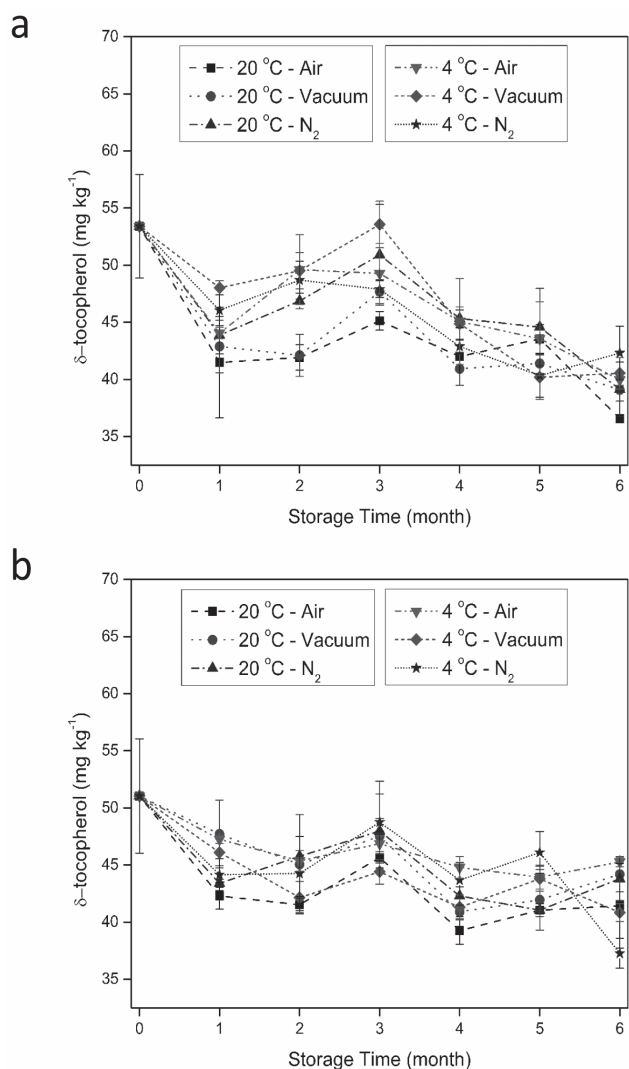 a
70
65
60
55
50
45
40
35
δ–tocopherol (mg kg⁻¹)
20 °C - Air
20 °C - Vacuum
20 °C - N₂
4 °C - Air
4 °C - Vacuum
4 °C - N₂
0 1 2 3 4 5 6
Storage Time (month)
b
70
65
60
55
50
45
40
35
δ–tocopherol (mg kg⁻¹)
20 °C - Air
20 °C - Vacuum
20 °C - N₂
4 °C - Air
4 °C - Vacuum
4 °C - N₂
0 1 2 3 4 5 6
Storage Time (month)